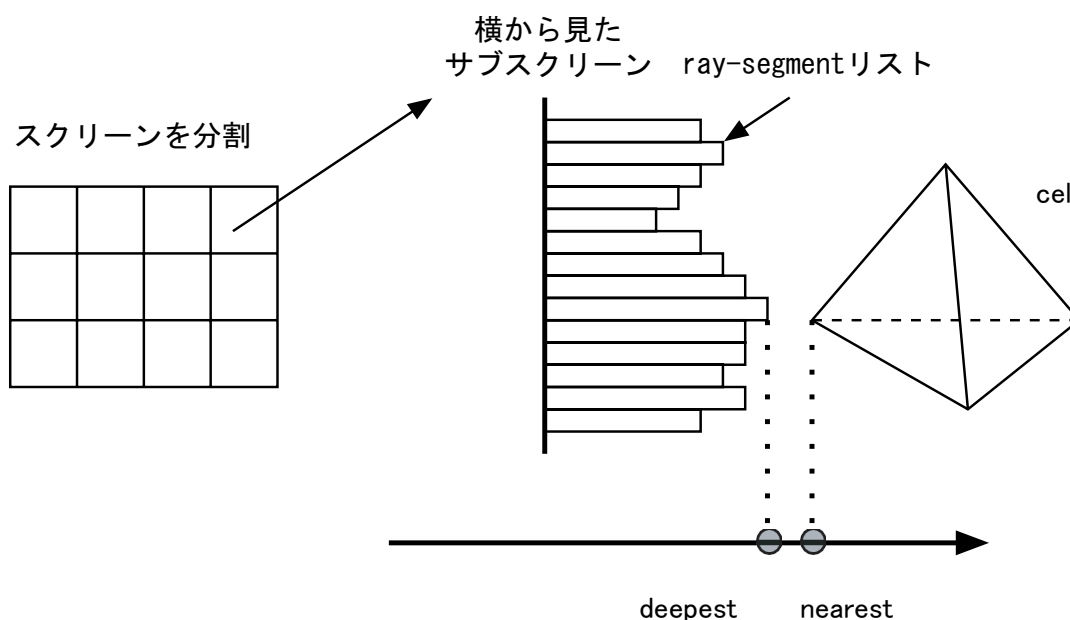 横から見た
サブスクリーン
ray-segmentリスト
スクリーンを分割
cel
deepest
nearest